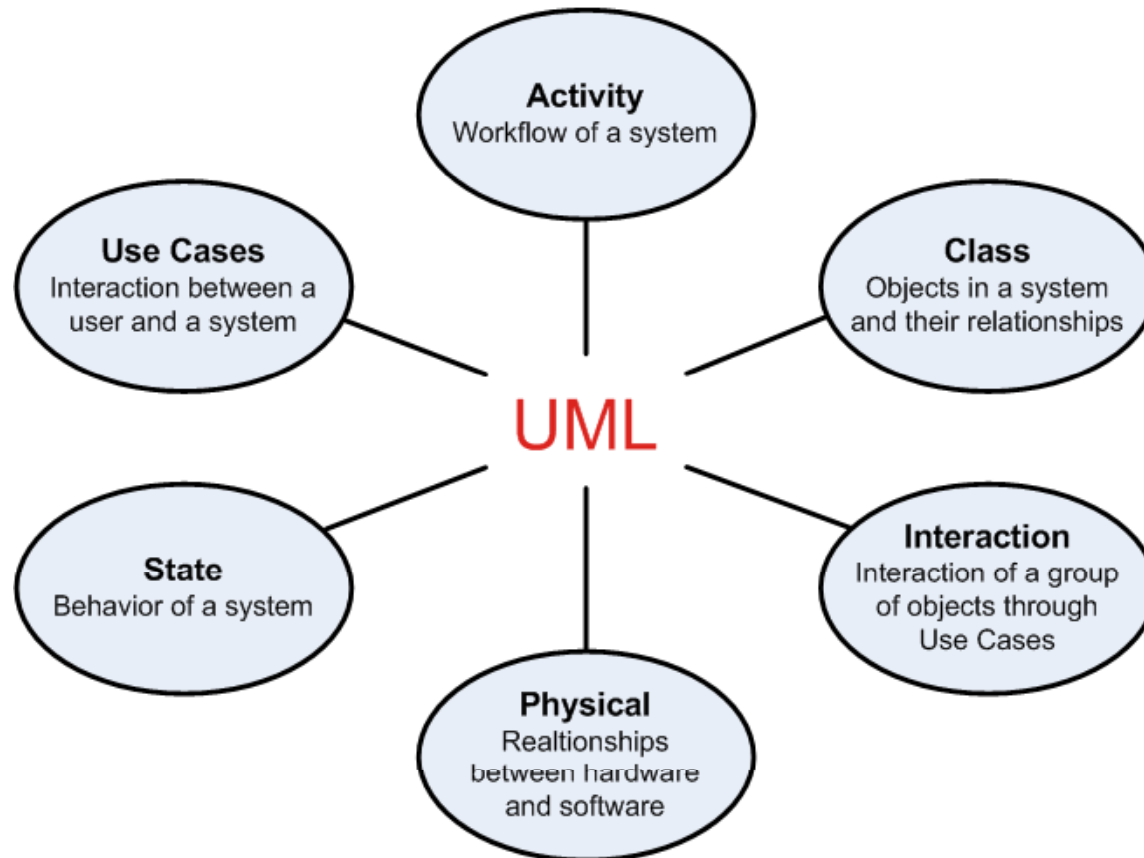 Activity
Workflow of a system
Use Cases
Interaction between a
user and a system
Class
Objects in a system
and their relationships
UML
State
Behavior of a system
Interaction
Interaction of a group
of objects through
Use Cases
Physical
Realtionships
between hardware
and software